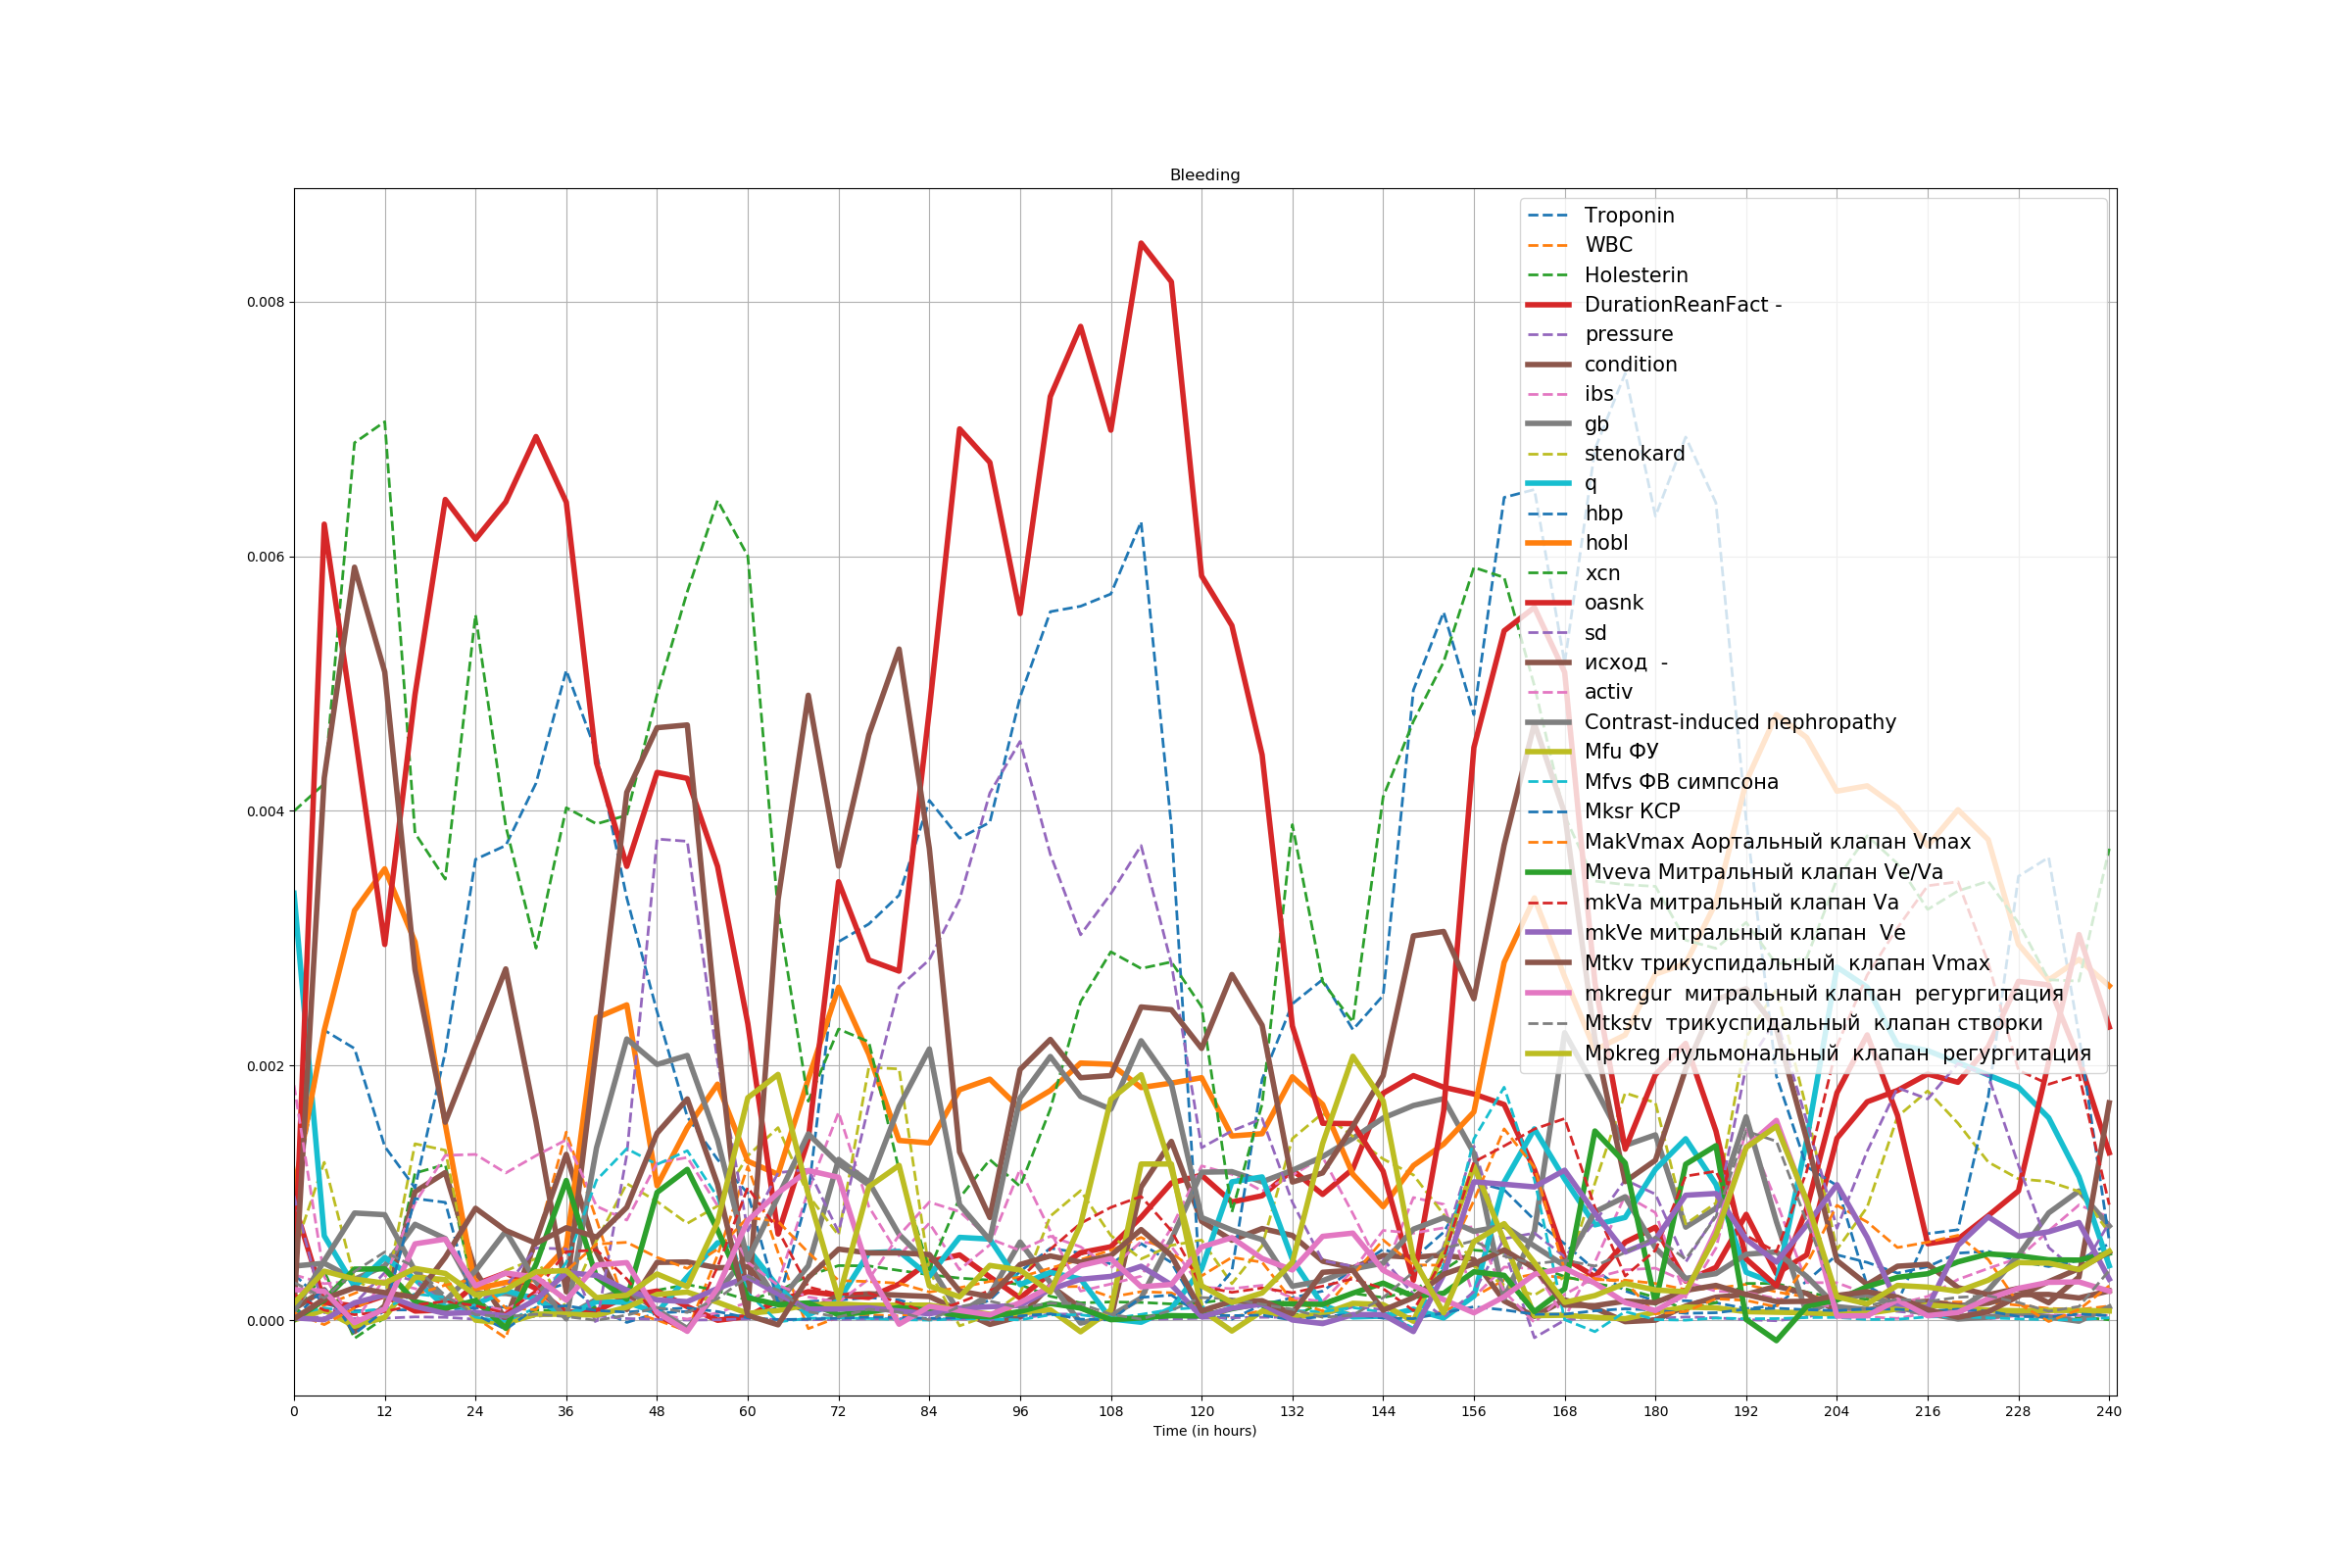 Bleeding
Troponin
WBC
Holesterin
DurationReanFact -
pressure
condition
ibs
gb
stenokard
q
hbp
hobl
xcn
oasnk
sd
исход  -
activ
Contrast-induced nephropathy
Mfu ФУ
Mfvs ФВ симпсона
Mksr КСР
MakVmax Аортальный клапан Vmax
Mveva Митральный клапан Ve/Va
mkVa митральный клапан Va
mkVe митральный клапан  Ve
Mtkv трикуспидальный  клапан Vmax
mkregur  митральный клапан  регургитация
Mtkstv  трикуспидальный  клапан створки
Mpkreg пульмональный  клапан  регургитация
0.008
0.006
0.004
0.002
0.000
0 12 24 36 48 60 72 84 96 108 120 132 144 156 168 180 192 204 216 228 240
Time (in hours)